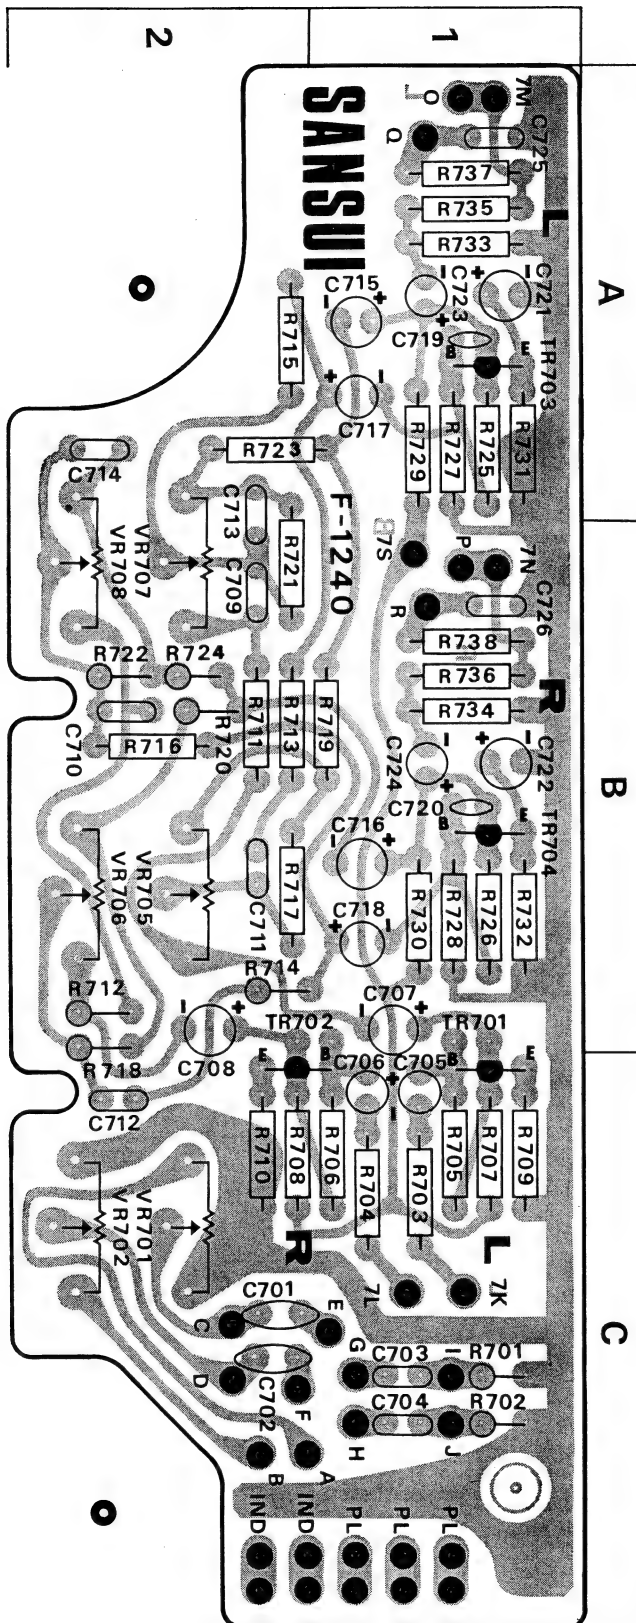 2
1
A
B
C
SANSUI
F-1240
7M
O
Q
C725
R737
R735
L
R733
C715
C723
C721
C719
B
E
TR703
R715
C717
R729
R727
R725
R731
R723
C714
C713
C709
R721
VR707
VR708
7S
P
7N
R
C726
R738
R736
R
R734
R722
R724
R720
C710
R716
R711
R713
R719
C724
C722
C720
B
E
TR704
C716
VR705
VR706
C711
R717
C718
R730
R728
R726
R732
R714
R712
R718
C708
C707
TR702
TR701
E
B
C706
C705
B
E
C712
R710
R708
R706
R704
R703
R705
R707
R709
VR701
VR702
R
L
7L
7K
C701
C
E
D
C702
F
G
C703
I
R701
H
C704
J
R702
B
A
IND
IND
PL
PL
PL